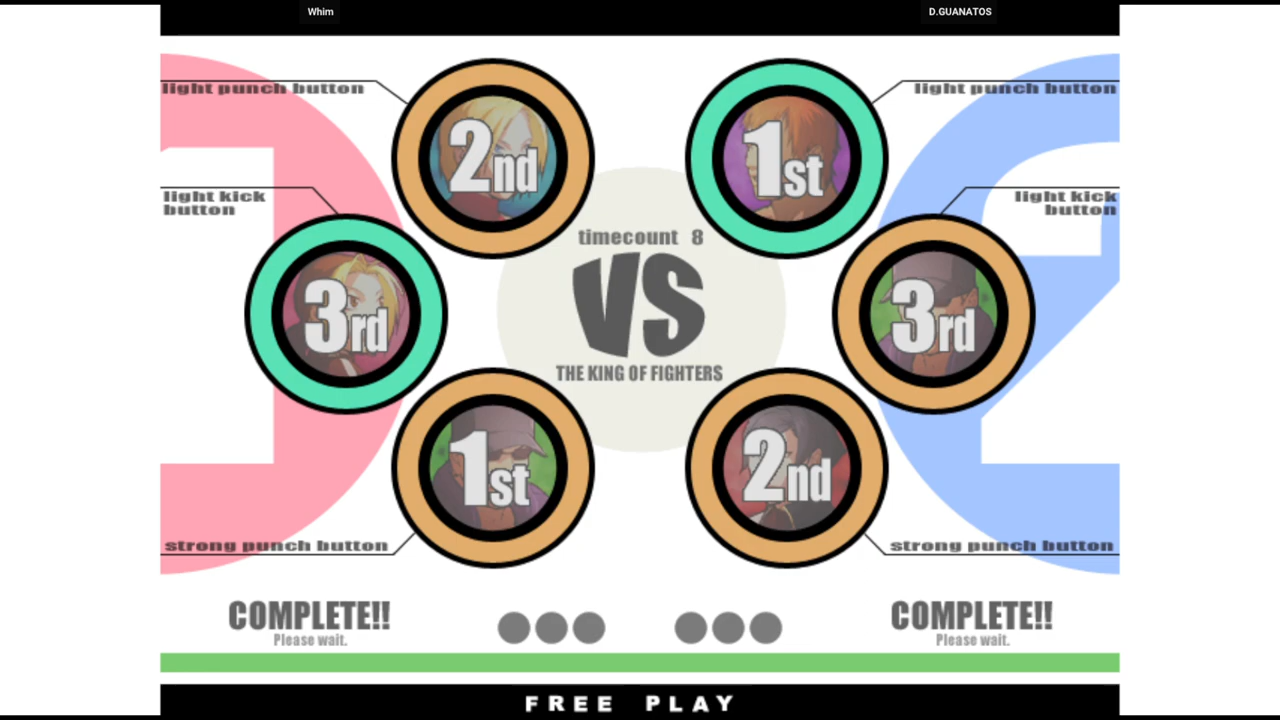 Whim
D.GUANATOS
light punch button
2nd
1st
light punch button
light kick
button
light kick
button
timecount 8
VS
THE KING OF FIGHTERS
3rd
3rd
1st
2nd
strong punch button
strong punch button
COMPLETE!!
Please wait.
COMPLETE!!
Please wait.
FREE PLAY